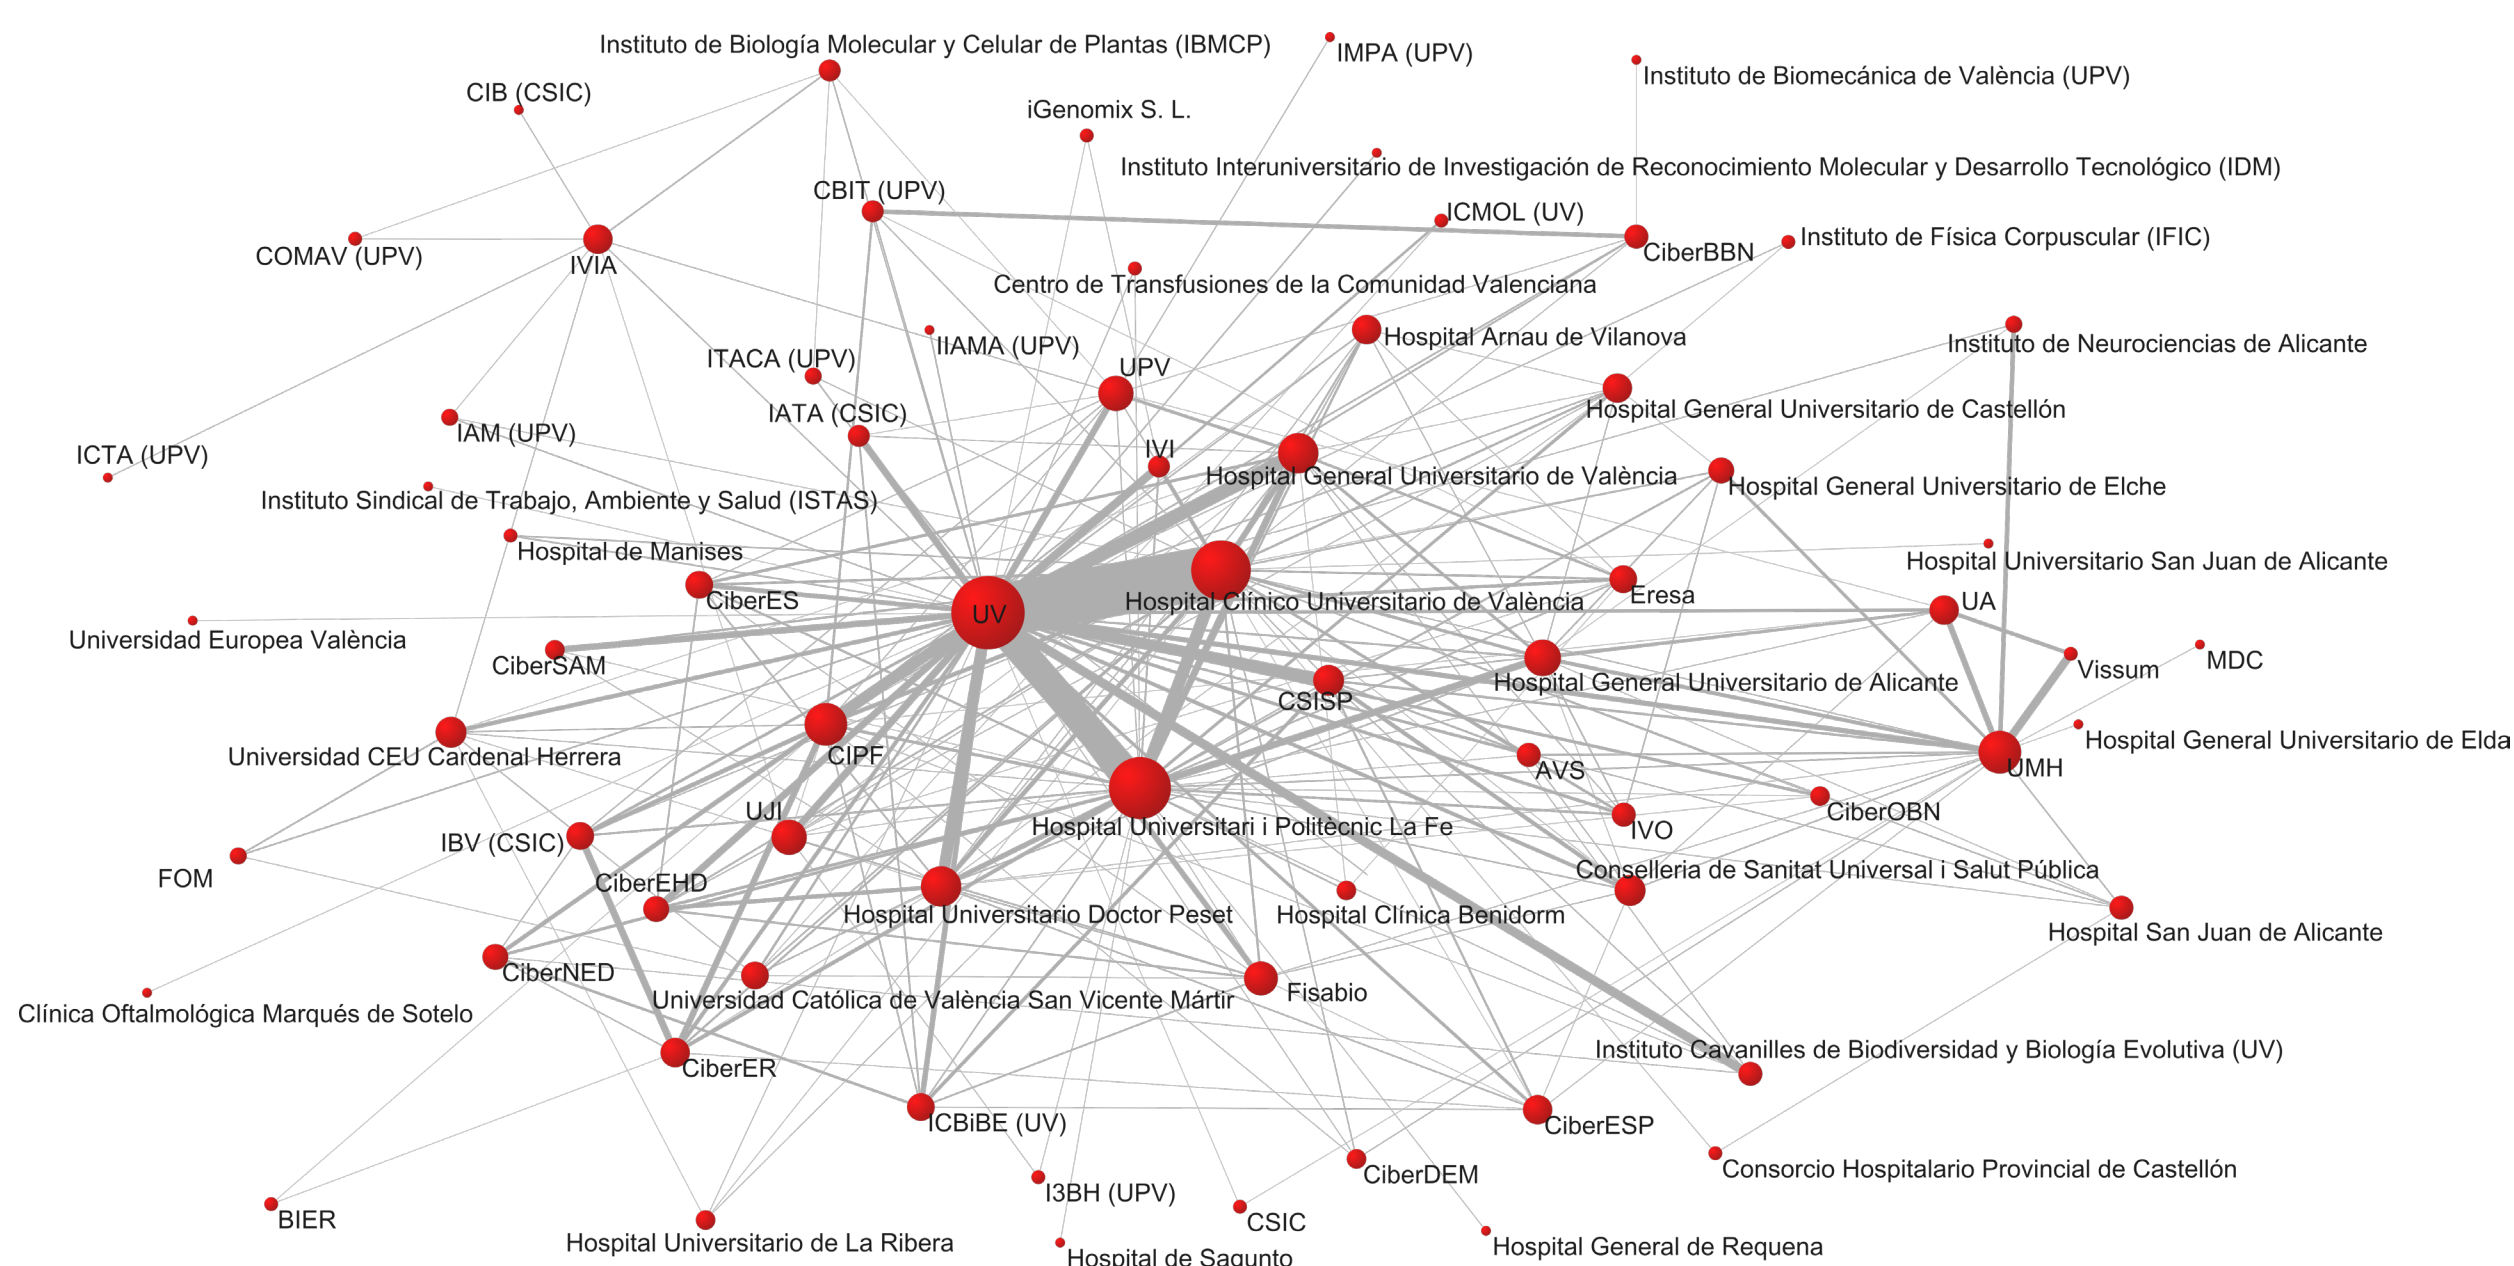 Instituto de Biología Molecular y Celular de Plantas (IBMCP)
IMPA (UPV)
Instituto de Biomecánica de València (UPV)
CIB (CSIC)
iGenomix S. L.
Instituto Interuniversitario de Investigación de Reconocimiento Molecular y Desarrollo Tecnológico (IDM)
CBIT (UPV)
ICMOL (UV)
Instituto de Física Corpuscular (IFIC)
COMAV (UPV)
IVIA
CiberBBN
Centro de Transfusiones de la Comunidad Valenciana
Hospital Arnau de Vilanova
Instituto de Neurociencias de Alicante
IIAMA (UPV)
ITACA (UPV)
UPV
IATA (CSIC)
Hospital General Universitario de Castellón
IAM (UPV)
IVI
ICTA (UPV)
Hospital General Universitario de València
Hospital General Universitario de Elche
Instituto Sindical de Trabajo, Ambiente y Salud (ISTAS)
Hospital de Manises
Hospital Universitario San Juan de Alicante
CiberES
Hospital Clínico Universitario de València
Eresa
UA
UV
Universidad Europea València
CiberSAM
MDC
Vissum
Hospital General Universitario de Alicante
CSISP
Hospital General Universitario de Elda
Universidad CEU Cardenal Herrera
CIPF
AVS
UMH
UJI
CiberOBN
Hospital Universitari i Politècnic La Fe
IVO
IBV (CSIC)
Conselleria de Sanitat Universal i Salut Pública
FOM
CiberEHD
Hospital Universitario Doctor Peset
Hospital Clínica Benidorm
Hospital San Juan de Alicante
CiberNED
Universidad Católica de València San Vicente Mártir
Fisabio
Clínica Oftalmológica Marqués de Sotelo
Instituto Cavanilles de Biodiversidad y Biología Evolutiva (UV)
CiberER
ICBiBE (UV)
CiberESP
Consorcio Hospitalario Provincial de Castellón
CiberDEM
I3BH (UPV)
BIER
CSIC
Hospital Universitario de La Ribera
Hospital General de Requena
Hospital de Sagunto